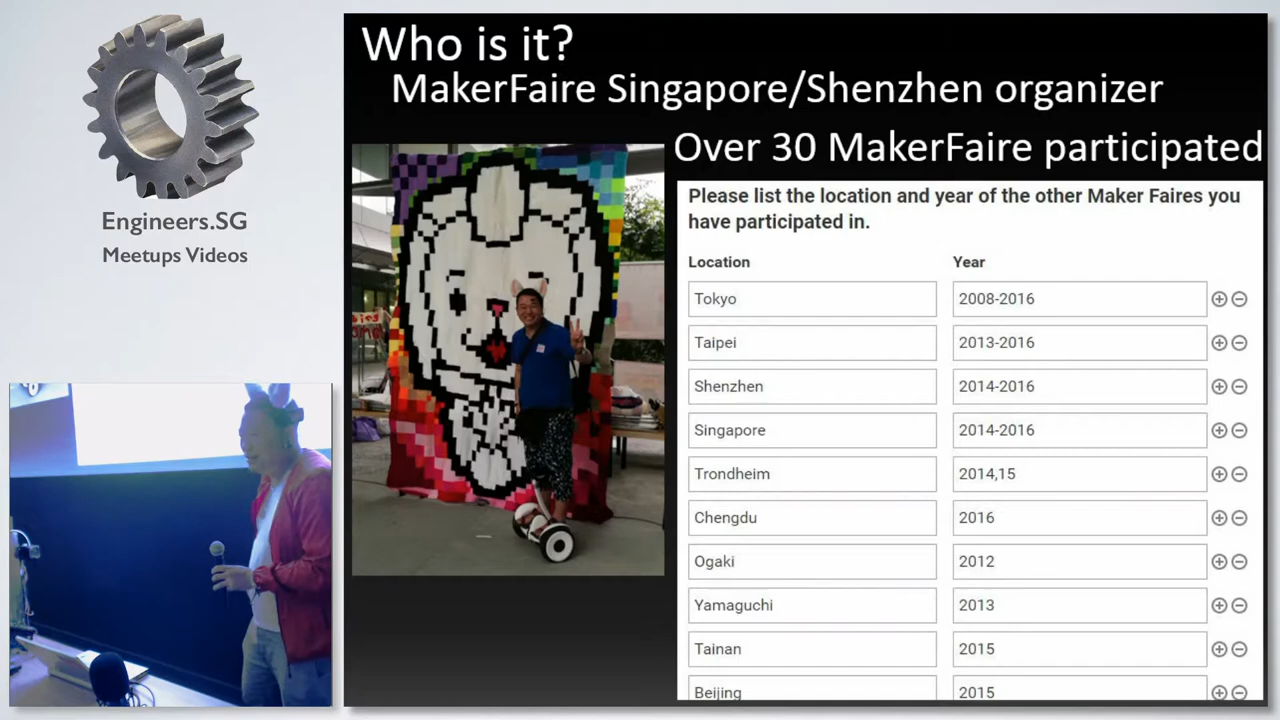 Engineers.SG
Meetups Videos
Who is it?
MakerFaire Singapore/Shenzhen organizer
Over 30 MakerFaire participated
Please list the location and year of the other Maker Faires you
have participated in.
Location Year
Tokyo 2008-2016
Taipei 2013-2016
Shenzhen 2014-2016
Singapore 2014-2016
Trondheim 2014,15
Chengdu 2016
Ogaki 2012
Yamaguchi 2013
Tainan 2015
Beijing 2015